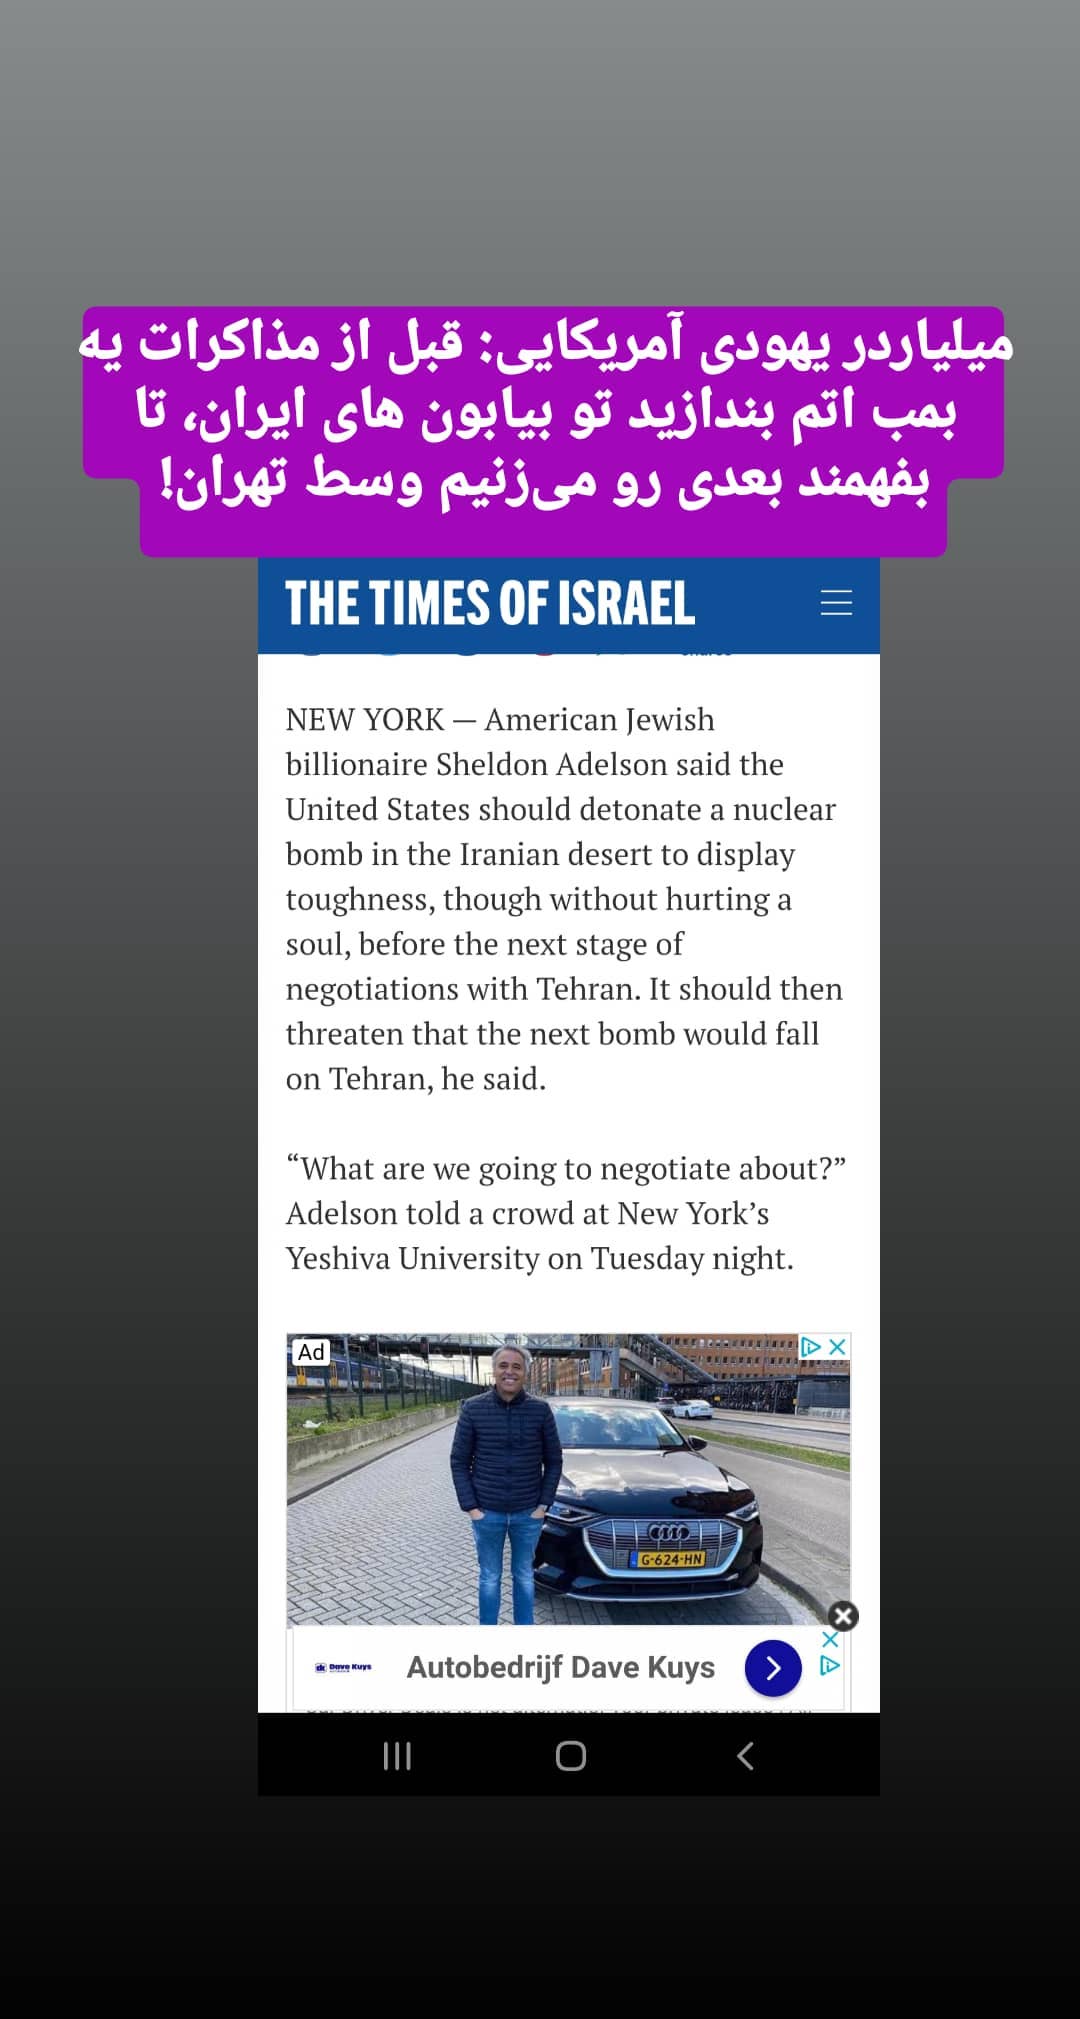 میلیاردر یهودی آمریکایی: قبل از مذاکرات یه
بمب اتم بندازید تو بیابون های ایران، تا
بفهمند بعدی رو می‌زنیم وسط تهران!
THE TIMES OF ISRAEL
NEW YORK — American Jewish
billionaire Sheldon Adelson said the
United States should detonate a nuclear
bomb in the Iranian desert to display
toughness, though without hurting a
soul, before the next stage of
negotiations with Tehran. It should then
threaten that the next bomb would fall
on Tehran, he said.
“What are we going to negotiate about?”
Adelson told a crowd at New York’s
Yeshiva University on Tuesday night.
Ad
G-624-HN
Dave Kuys
Autobedrijf Dave Kuys